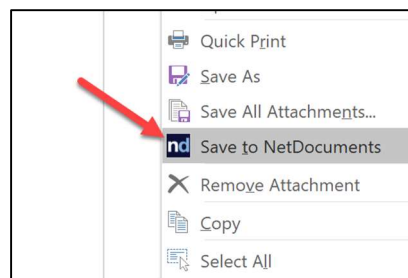 Quick Print
Save As
Save All Attachments...
nd Save to NetDocuments
Remove Attachment
Copy
Select All